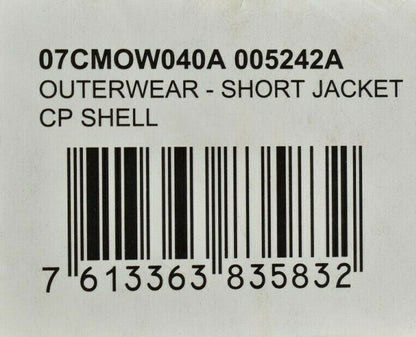 07CMOW040A 005242A
OUTERWEAR - SHORT JACKET
CP SHELL
7 613363 835832